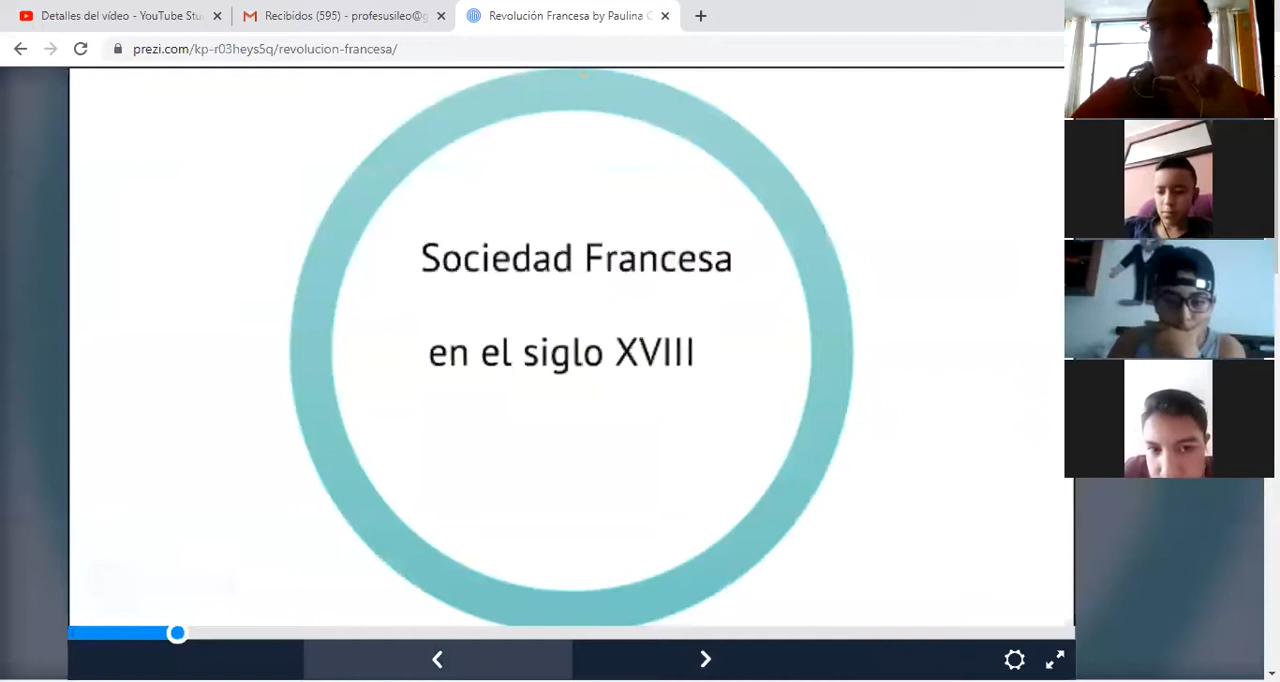 Detalles del vídeo - YouTube Stu
Recibidos (595) - profesusileo@g
Revolución Francesa by Paulina C
prezi.com/kp-r03heys5q/revolucion-francesa/
Sociedad Francesa
en el siglo XVIII